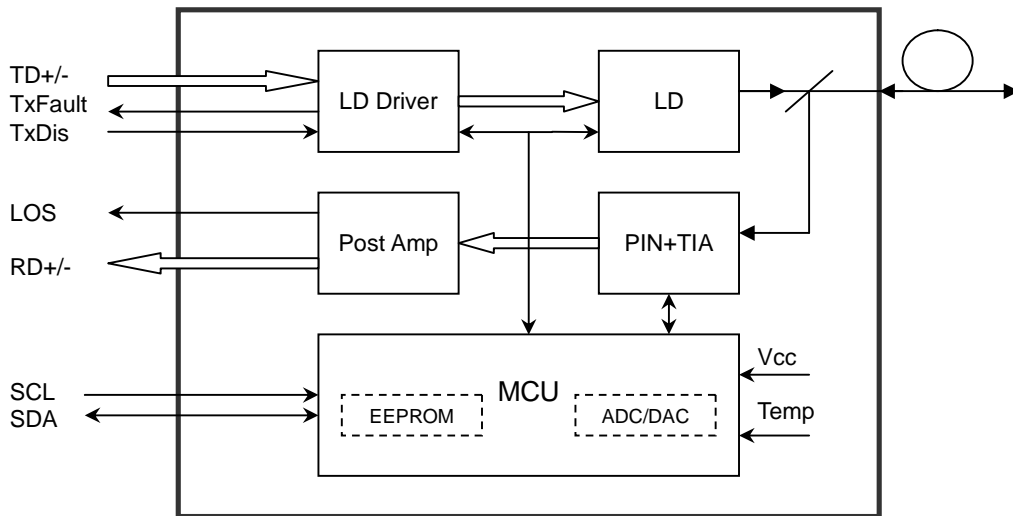 TD+/-
TxFault
TxDis
LD Driver
LD
LOS
RD+/-
Post Amp
PIN+TIA
SCL
SDA
MCU
EEPROM
ADC/DAC
Vcc
Temp